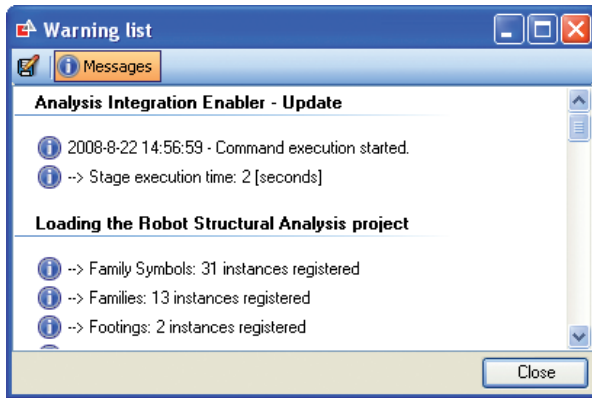 Warning list
Messages
Analysis Integration Enabler - Update
2008-8-22 14:56:59 - Command execution started.
--> Stage execution time: 2 [seconds]
Loading the Robot Structural Analysis project
--> Family Symbols: 31 instances registered
--> Families: 13 instances registered
--> Footings: 2 instances registered
Close